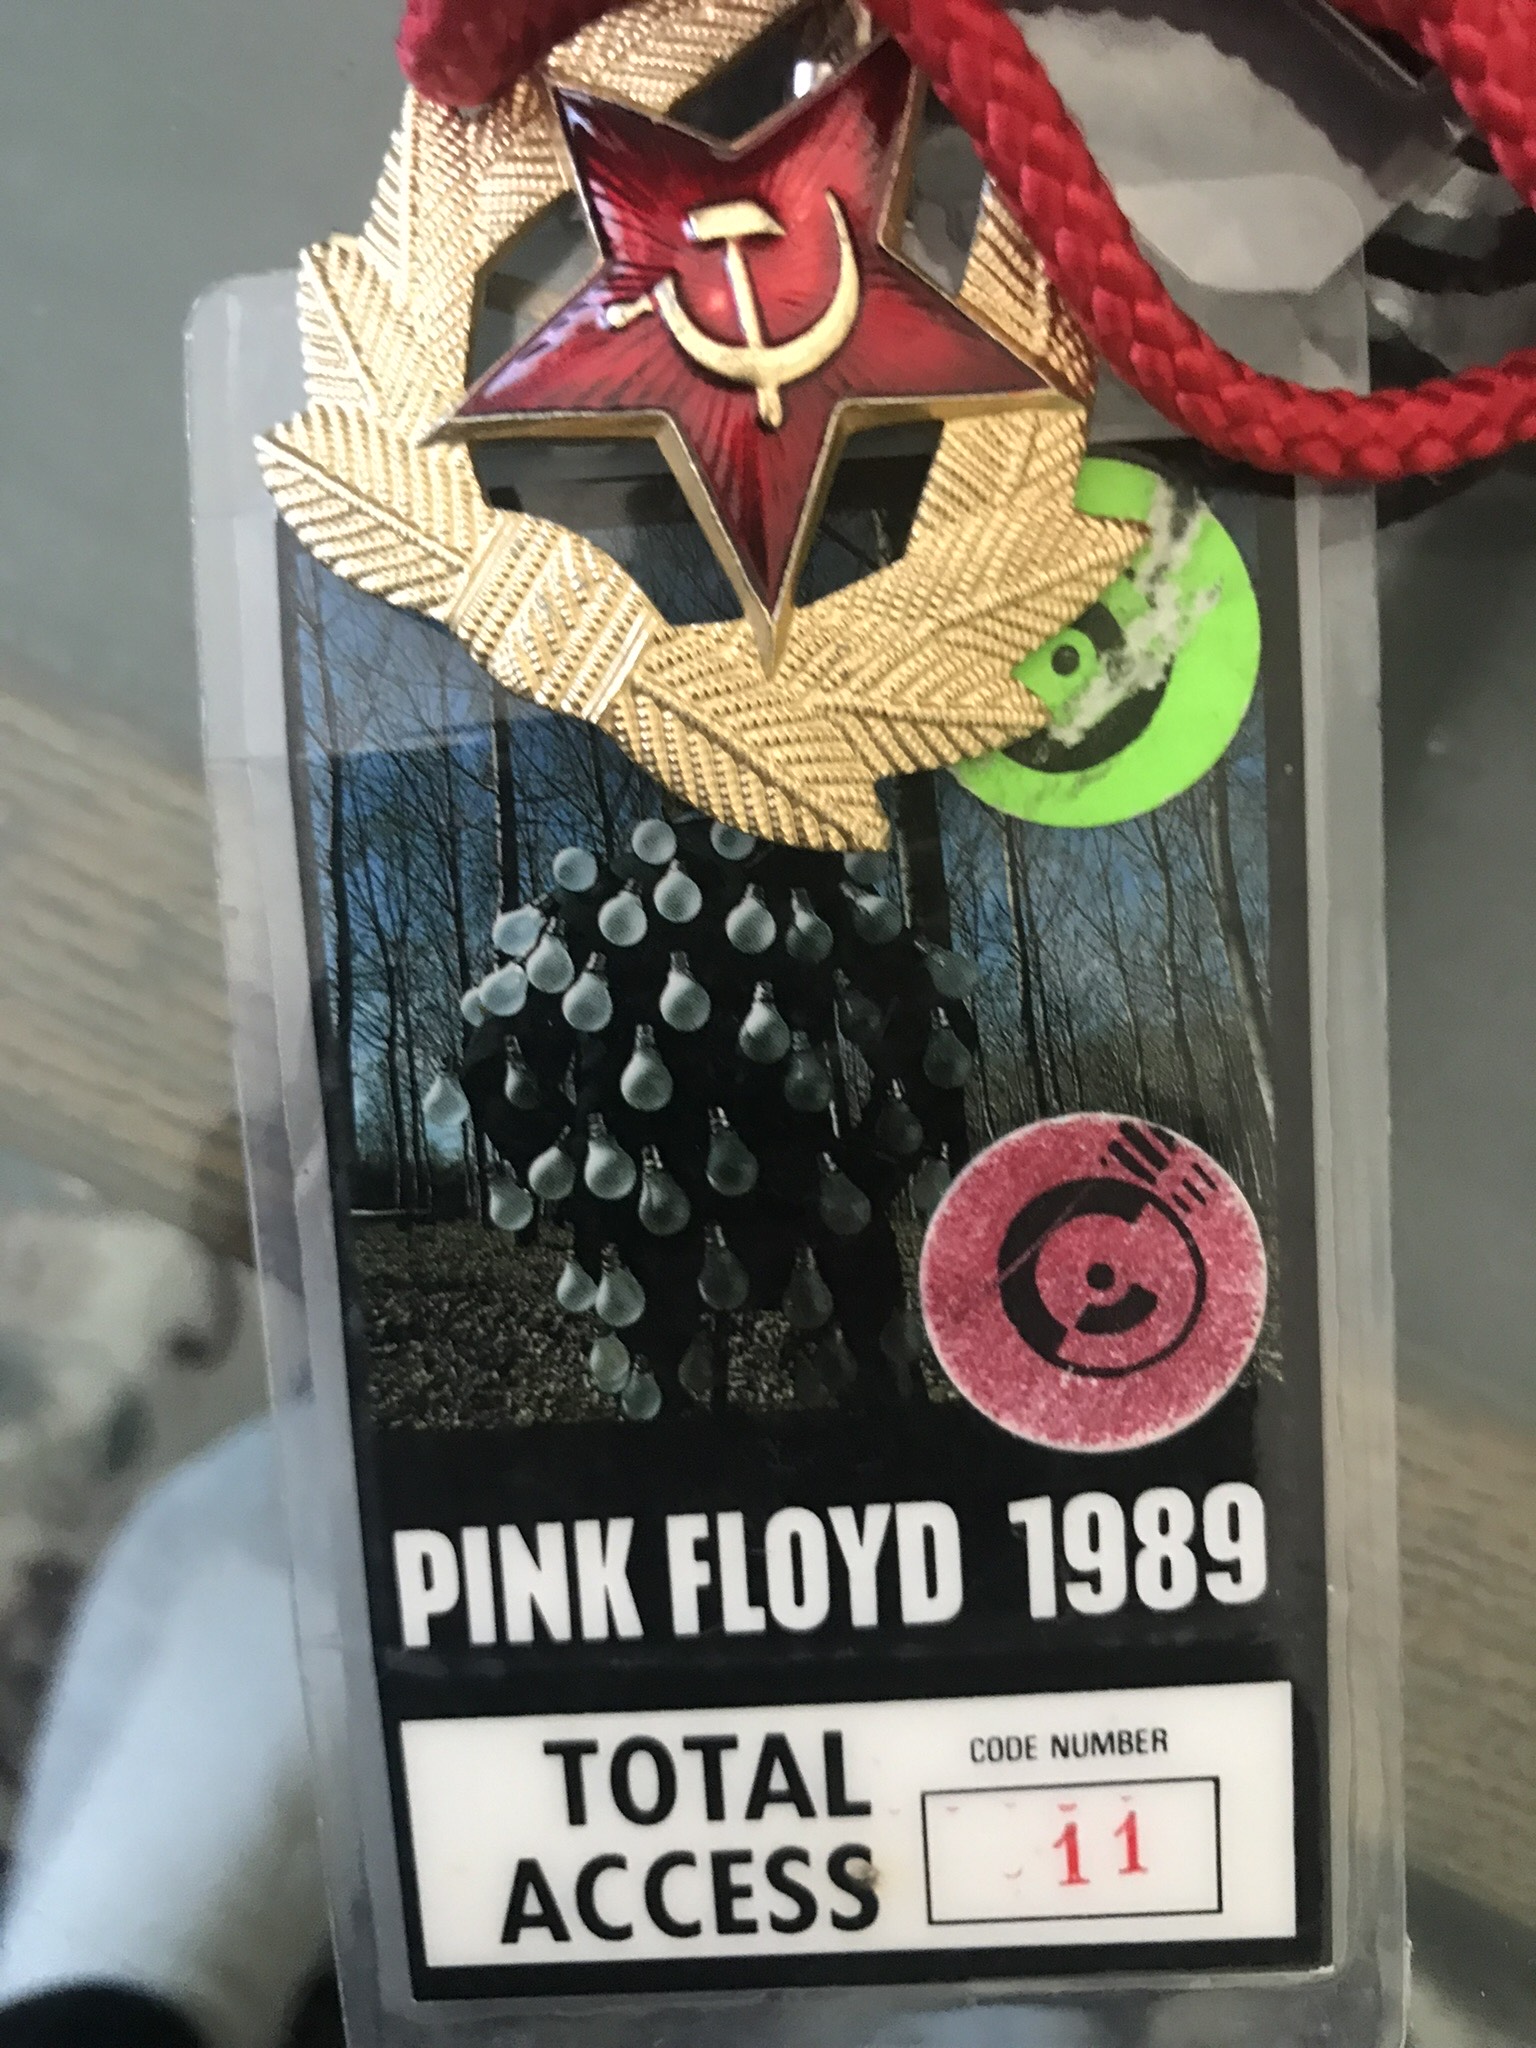 PINK FLOYD 1989
TOTAL
ACCESS
CODE NUMBER
11